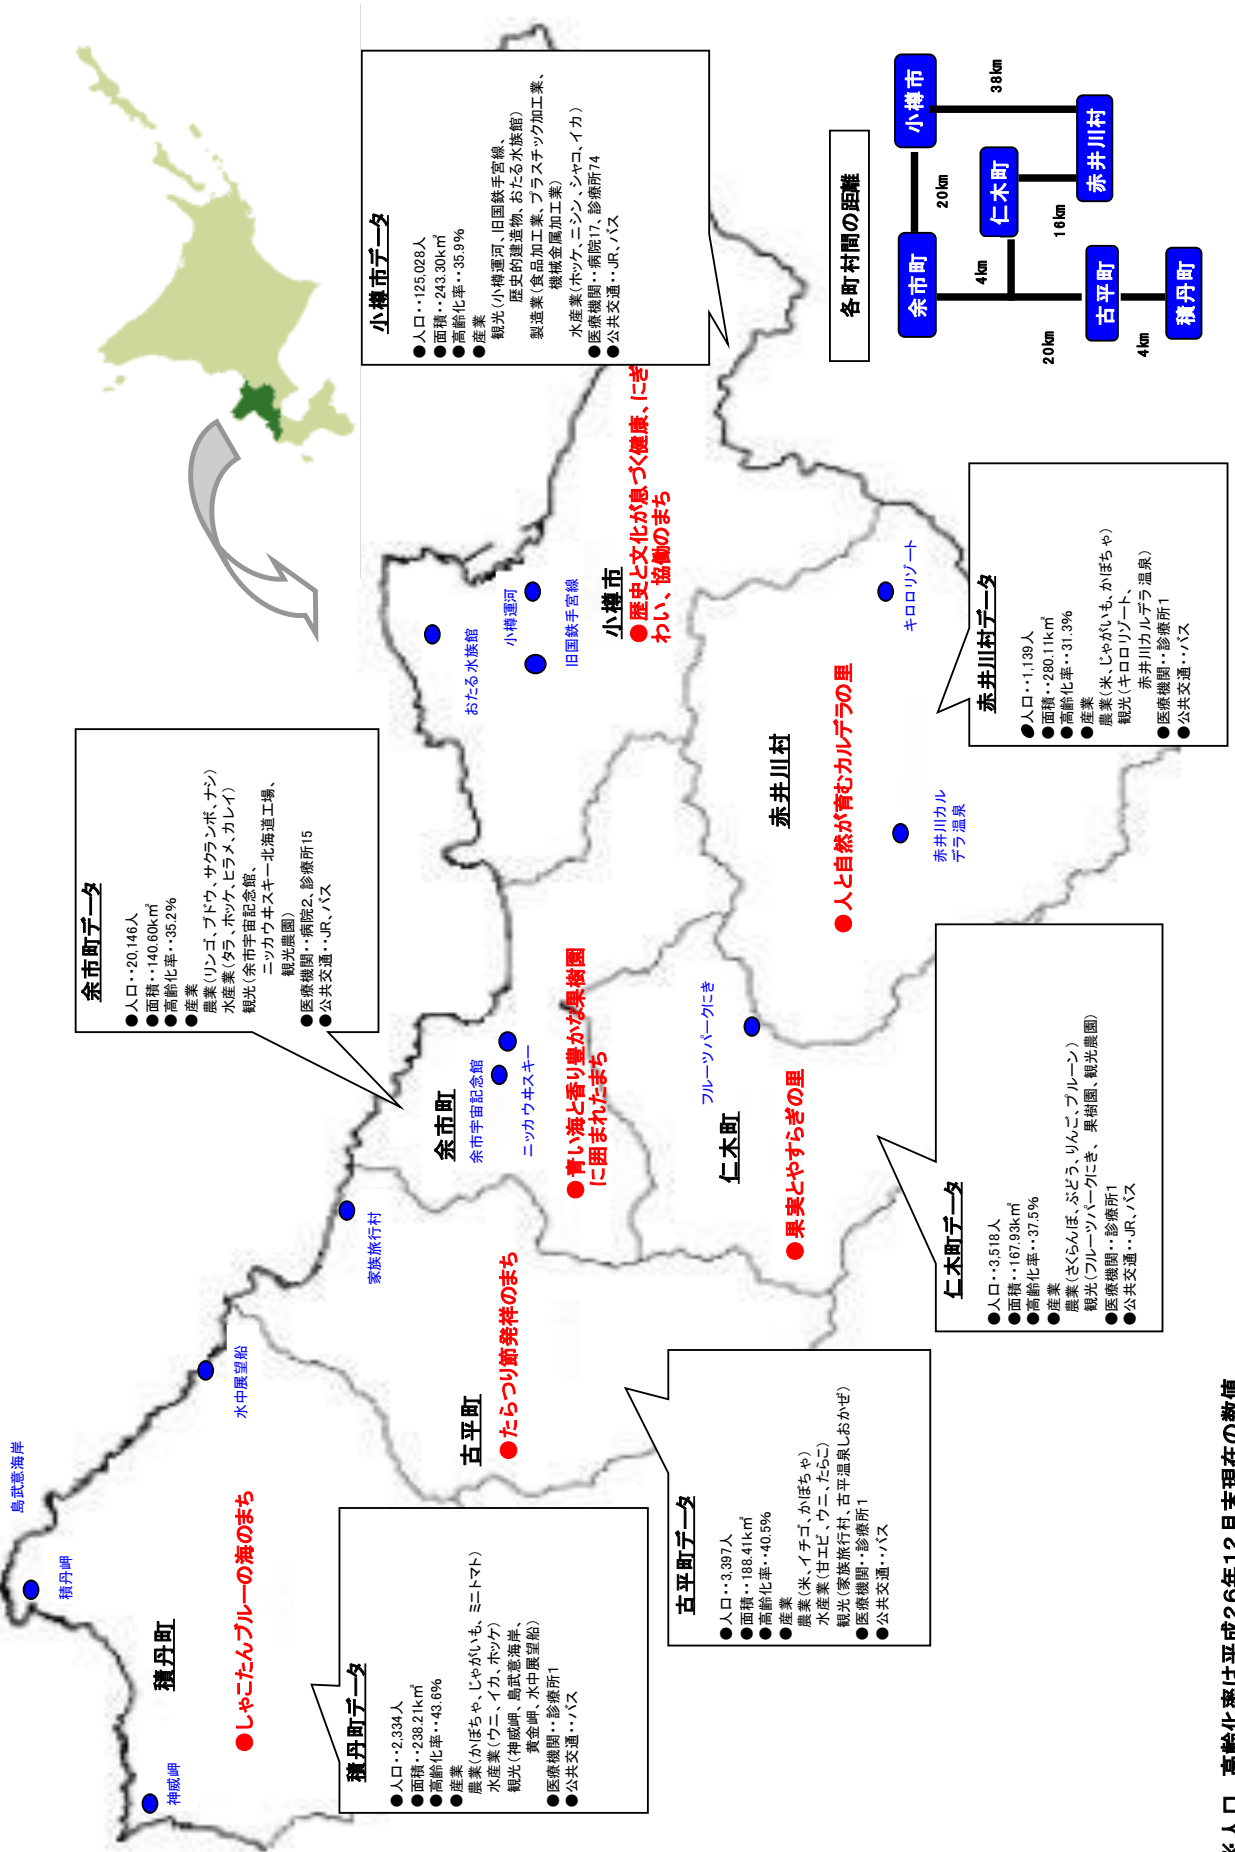 小樽市データ
●人口・・125,028人
●面積・・243.30k㎡
●高齢化率・・35.9%
●産業
観光(小樽運河、旧国鉄手宮線、
歴史的建造物、おたる水族館)
製造業(食品加工業、プラスチック加工業、
機械金属加工業)
水産業(ホッケ、ニシン、シャコ、イカ)
●医療機関・・病院17、診療所74
●公共交通・・JR、バス
余市町データ
●人口・・20,146人
●面積・・140.60k㎡
●高齢化率・・35.2%
●産業
農業(リンゴ、ブドウ、サクランボ、ナシ)
水産業(タラ、ホッケ、ヒラメ、カレイ)
観光(余市宇宙記念館、
ニッカウヰスキー北海道工場、
観光農園)
●医療機関・・病院2、診療所15
●公共交通・・JR、バス
島武意海岸
積丹岬
神威岬
積丹町
●しゃこたんブルーの海のまち
水中展望船
家族旅行村
古平町
●たらつり節発祥のまち
余市町
余市宇宙記念館
ニッカウヰスキー
●青い海と香り豊かな果樹園
に囲まれたまち
おたる水族館
小樽運河
旧国鉄手宮線
小樽市
●歴史と文化が息づく健康、にぎ
わい、協働のまち
フルーツパークにき
仁木町
●果実とやすらぎの里
赤井川村
●人と自然が育むカルデラの里
キロロリゾート
赤井川カル
デラ温泉
積丹町データ
●人口・・2,334人
●面積・・238.21k㎡
●高齢化率・・43.6%
●産業
農業(かぼちゃ、じゃがいも、ミニトマト)
水産業(ウニ、イカ、ホッケ)
観光(神威岬、島武意海岸、
黄金岬、水中展望船)
●医療機関・・診療所1
●公共交通・・バス
古平町データ
●人口・・3,397人
●面積・・188.41k㎡
●高齢化率・・40.5%
●産業
農業(米、イチゴ、かぼちゃ)
水産業(甘エビ、ウニ、たらこ)
観光(家族旅行村、古平温泉しおかぜ)
●医療機関・・診療所1
●公共交通・・バス
仁木町データ
●人口・・3,518人
●面積・・167.93k㎡
●高齢化率・・37.5%
●産業
農業(さくらんぼ、ぶどう、りんご、プルーン)
観光(フルーツパークにき、果樹園、観光農園)
●医療機関・・診療所1
●公共交通・・JR、バス
赤井川村データ
●人口・・1,139人
●面積・・280.11k㎡
●高齢化率・・31.3%
●産業
農業(米、じゃがいも、かぼちゃ)
観光(キロロリゾート、
赤井川カルデラ温泉)
●医療機関・・診療所1
●公共交通・・バス
各町村間の距離
余市町
20km
小樽市
4km
仁木町
38km
20km
16km
古平町
赤井川村
4km
積丹町
※人口、高齢化率は平成26年12月末現在の数値